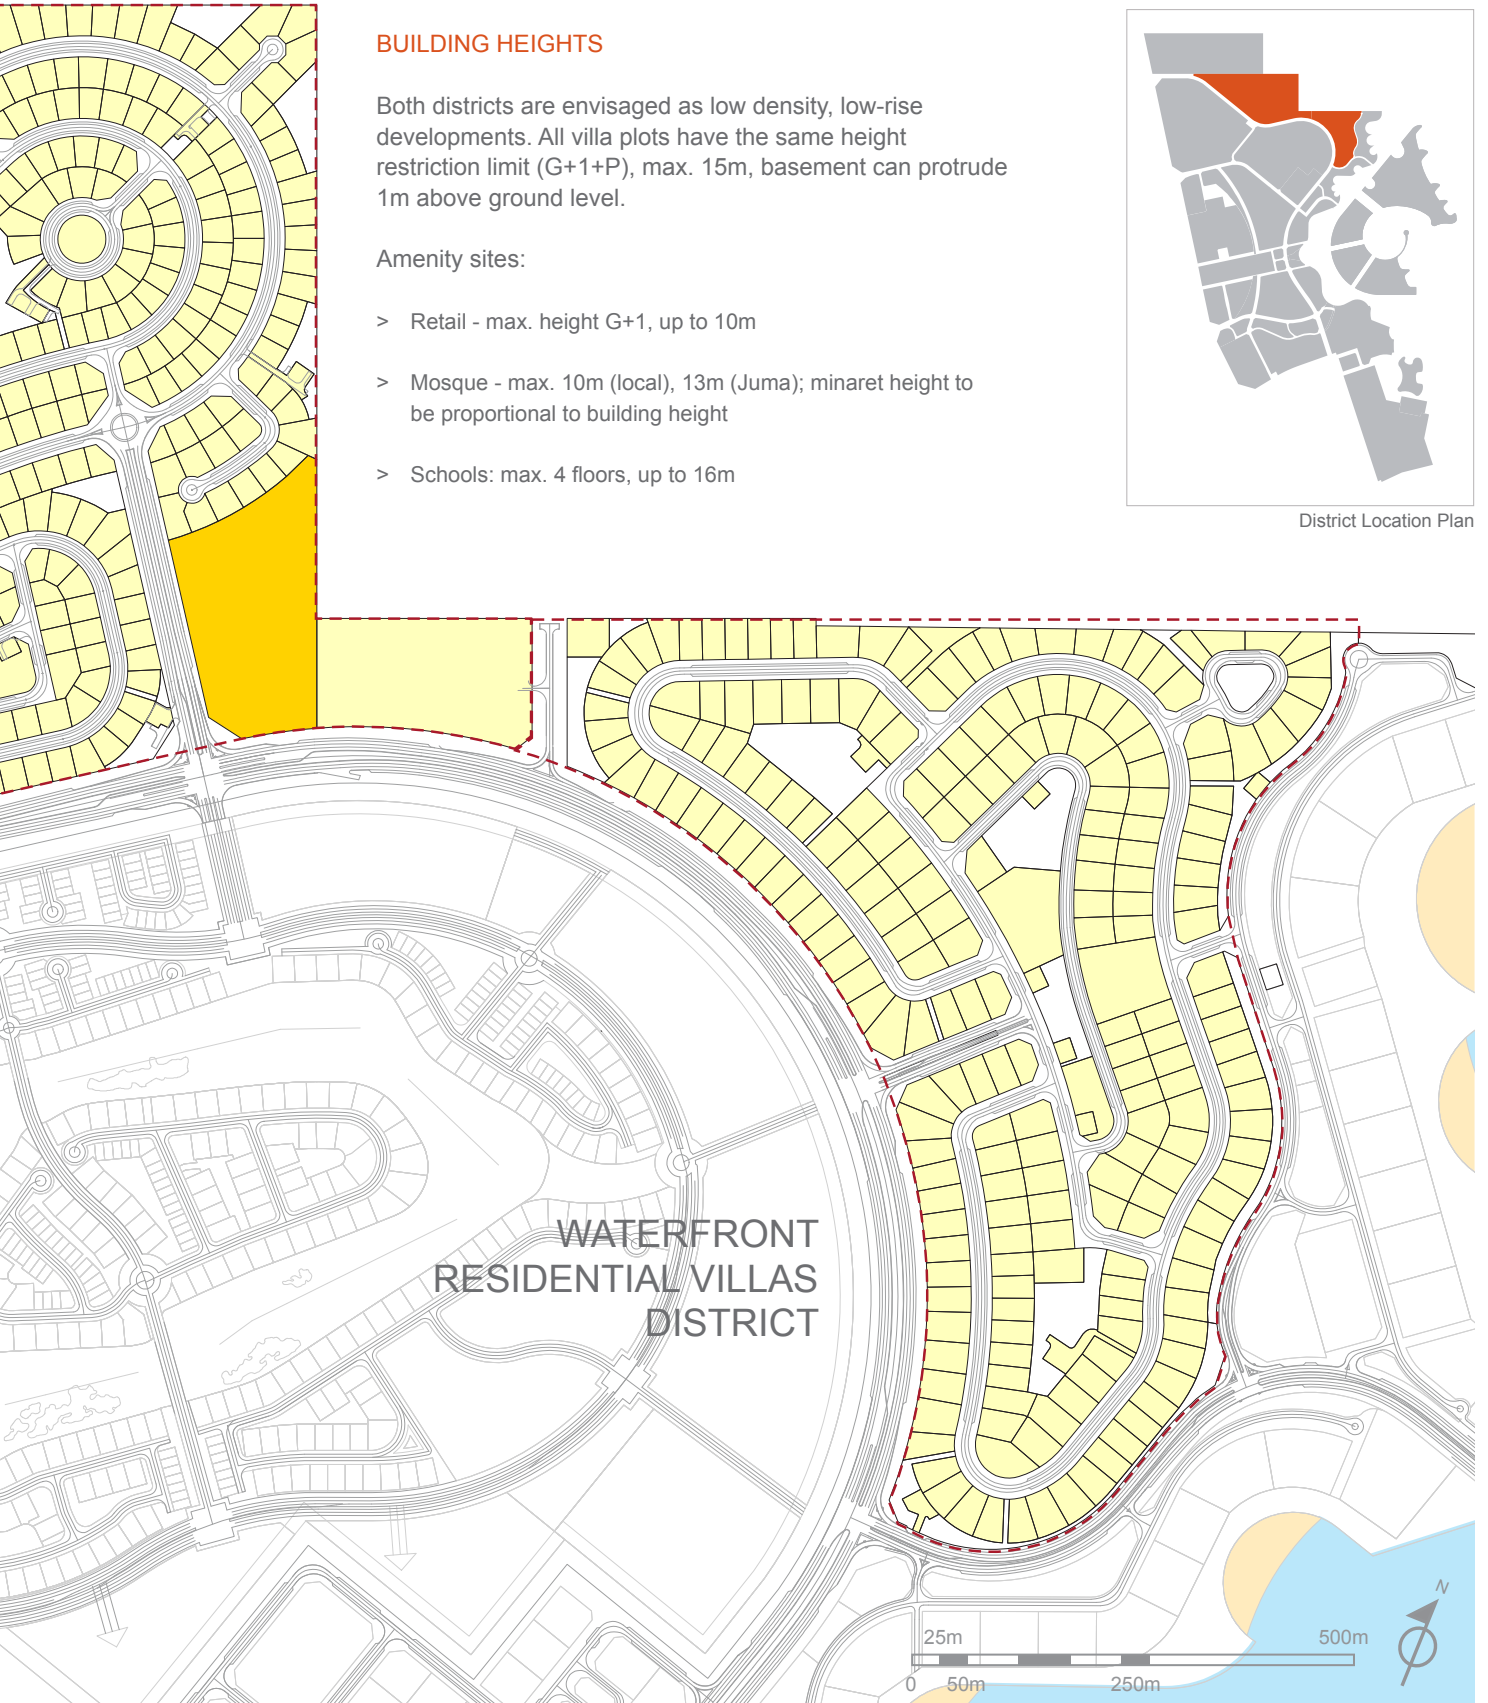 BUILDING HEIGHTS
Both districts are envisaged as low density, low-rise
developments. All villa plots have the same height
restriction limit (G+1+P), max. 15m, basement can protrude
1m above ground level.
Amenity sites:
> Retail - max. height G+1, up to 10m
> Mosque - max. 10m (local), 13m (Juma); minaret height to
be proportional to building height
> Schools: max. 4 floors, up to 16m
District Location Plan
WATERFRONT
RESIDENTIAL VILLAS
DISTRICT
N
25m 500m
0 50m 250m